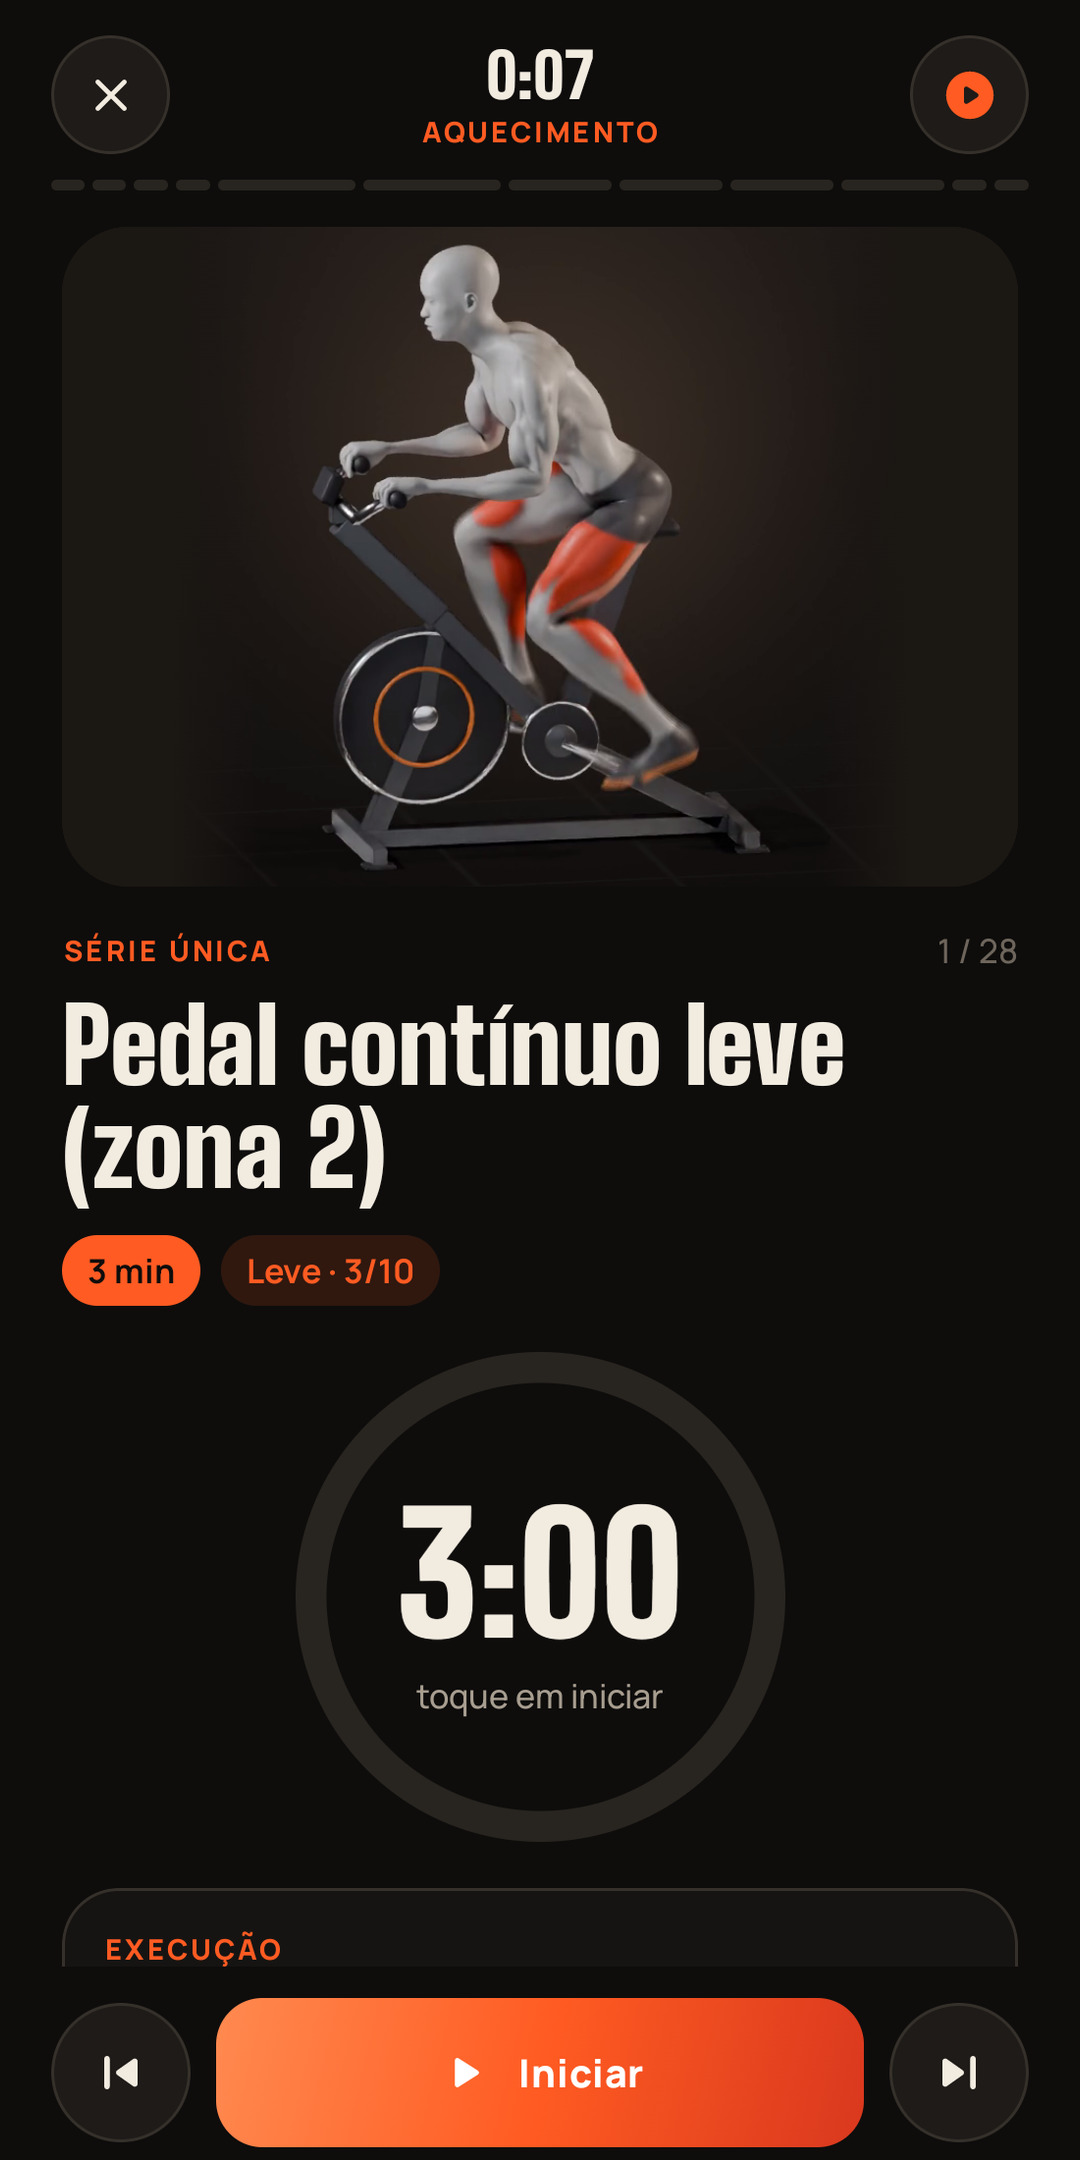 0:07
AQUECIMENTO
SÉRIE ÚNICA
1 / 28
Pedal contínuo leve
(zona 2)
3 min
Leve · 3/10
3:00
toque em iniciar
EXECUÇÃO
Iniciar